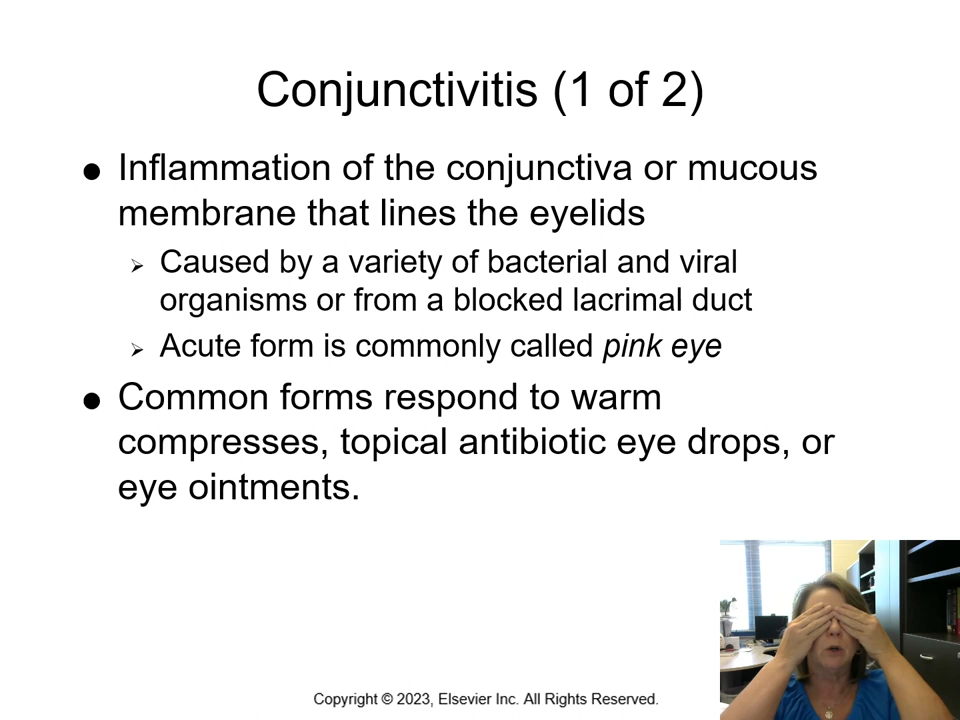 Conjunctivitis (1 of 2)
● Inflammation of the conjunctiva or mucous
membrane that lines the eyelids
➢ Caused by a variety of bacterial and viral
organisms or from a blocked lacrimal duct
➢ Acute form is commonly called pink eye
● Common forms respond to warm
compresses, topical antibiotic eye drops, or
eye ointments.
Copyright © 2023, Elsevier Inc. All Rights Reserved.